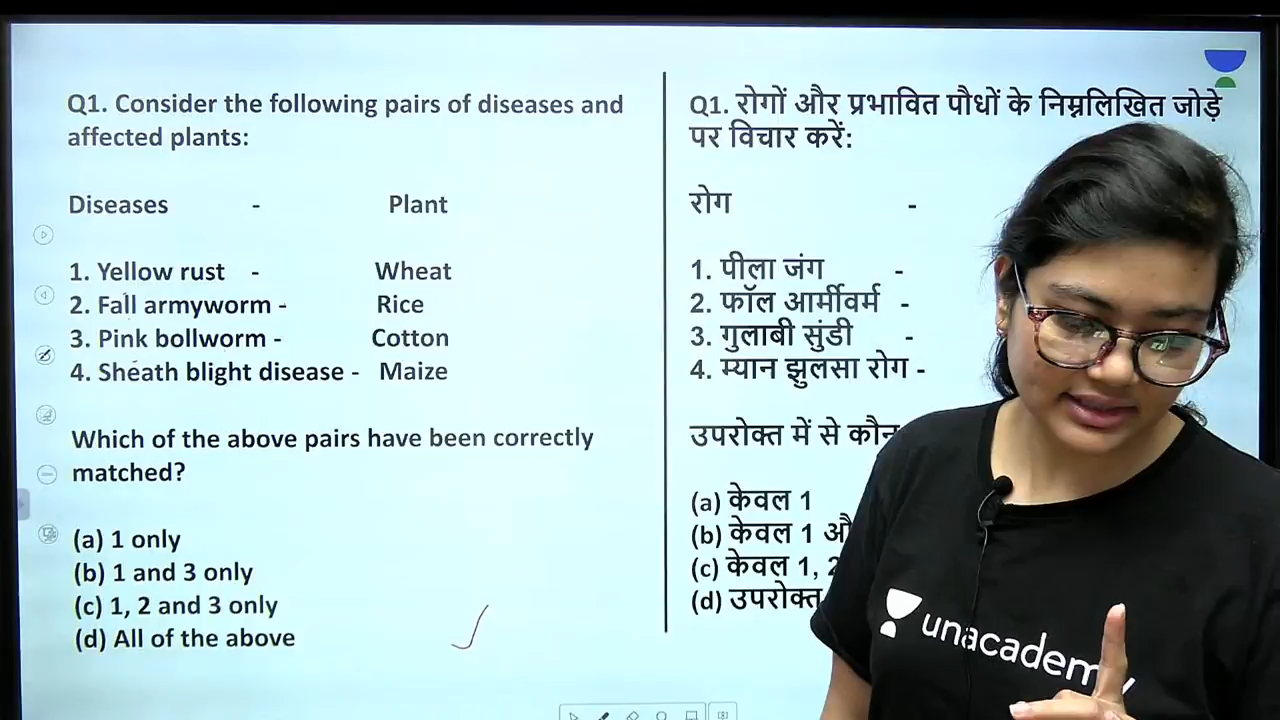 Q1. Consider the following pairs of diseases and
affected plants:
Diseases - Plant
1. Yellow rust - Wheat
2. Fall armyworm - Rice
3. Pink bollworm - Cotton
4. Sheath blight disease - Maize
Which of the above pairs have been correctly
matched?
(a) 1 only
(b) 1 and 3 only
(c) 1, 2 and 3 only
(d) All of the above
Q1. रोगों और प्रभावित पौधों के निम्नलिखित जोड़े
पर विचार करें:
रोग -
1. पीला जंग -
2. फॉल आर्मीवर्म -
3. गुलाबी सुंडी -
4. म्यान झुलसा रोग -
उपरोक्त में से कौन
(a) केवल 1
(b) केवल 1
(c) केवल 1, 2
(d) उपरोक्त
unacademy